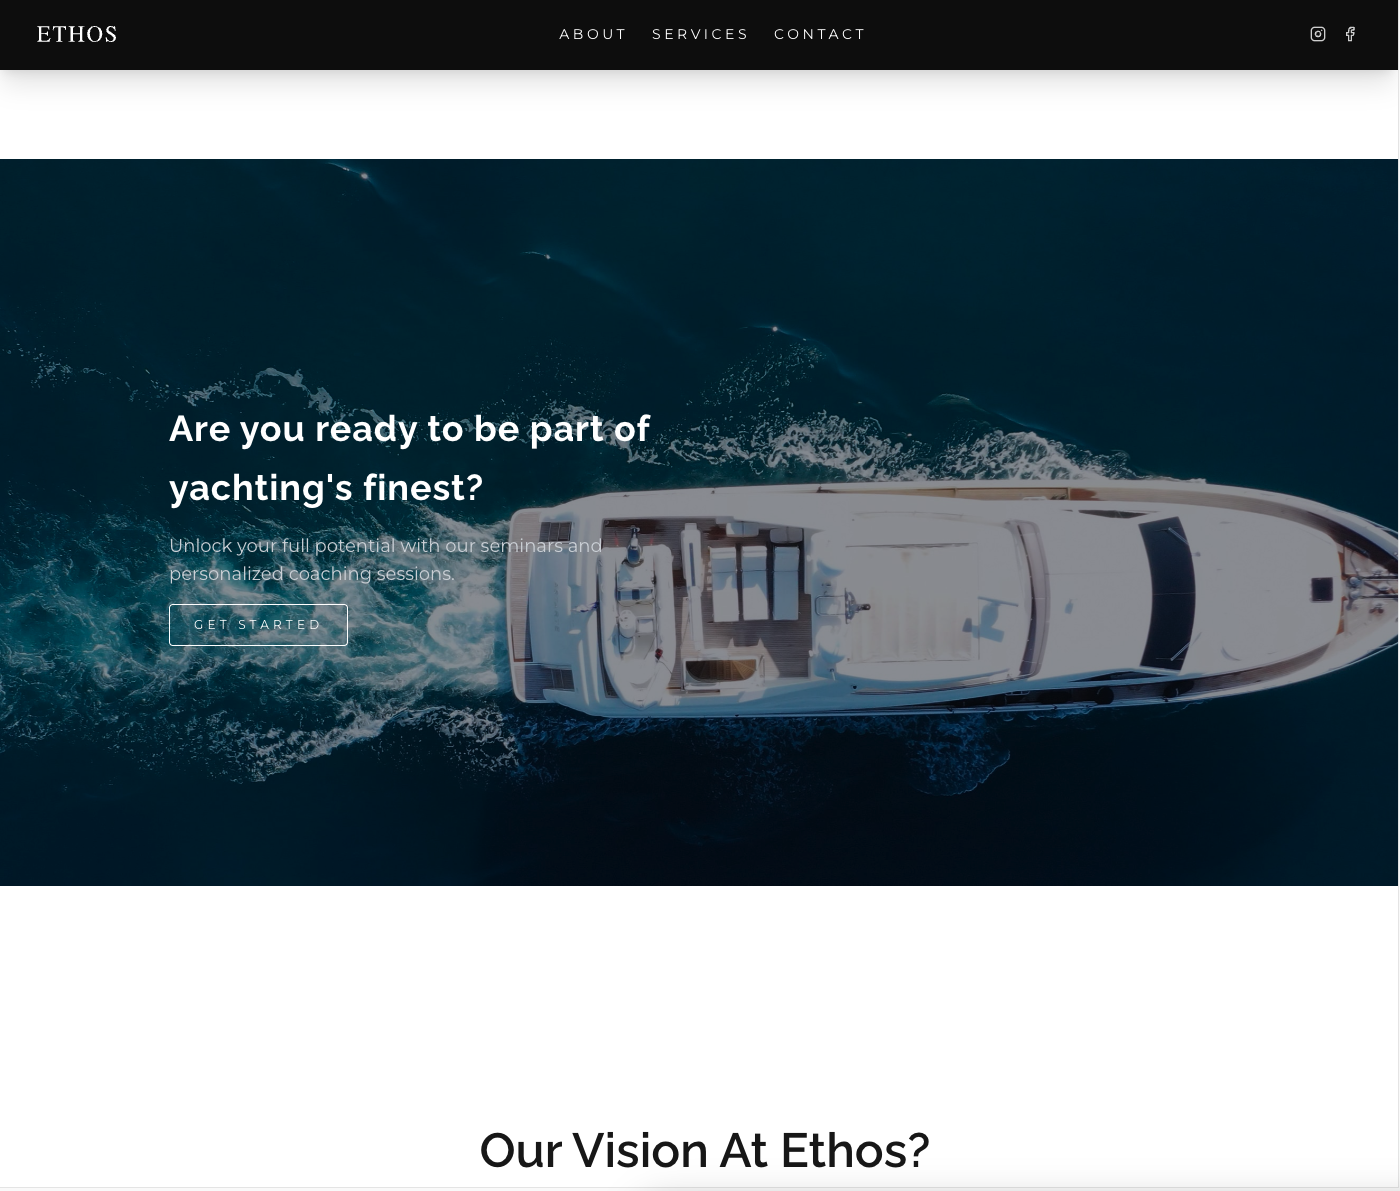 ETHOS
ABOUT SERVICES CONTACT
Are you ready to be part of
yachting's finest?
Unlock your full potential with our seminars and
personalized coaching sessions.
GET STARTED
Our Vision At Ethos?